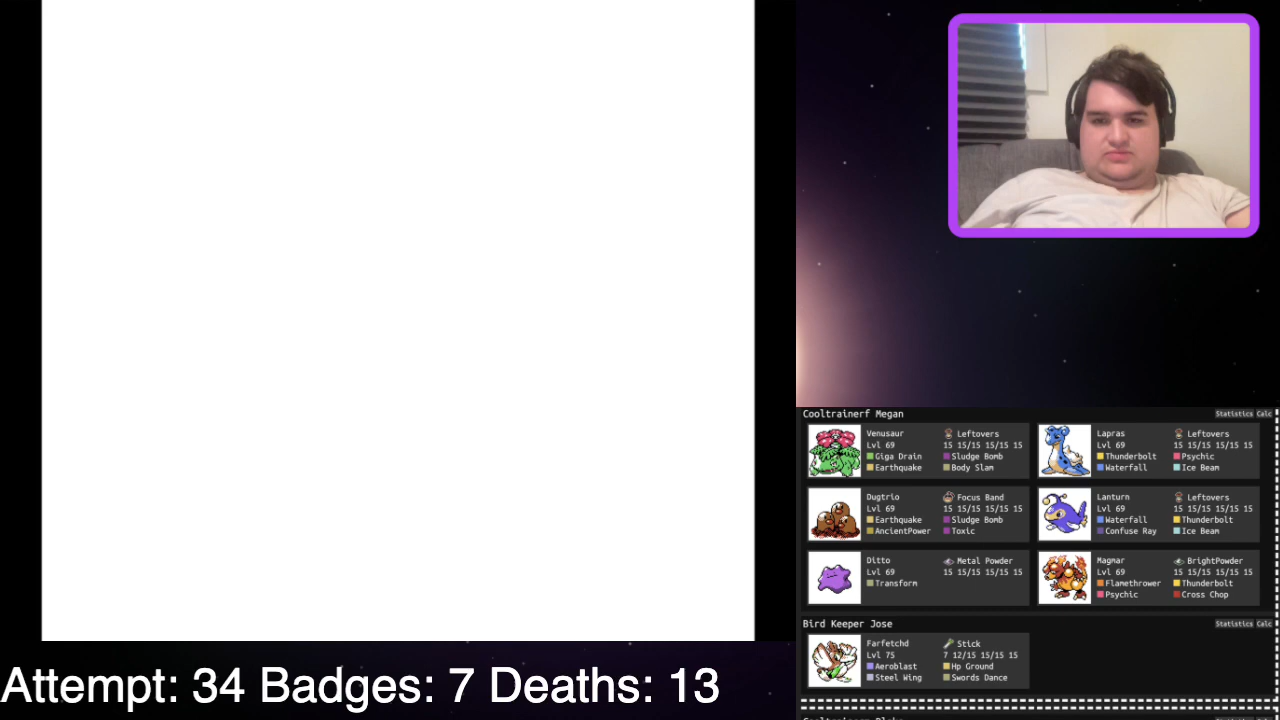 Cooltrainerf Megan
Statistics Calc
Venusaur
Lvl 69
Giga Drain
Earthquake
Leftovers
15 15/15 15/15 15
Sludge Bomb
Body Slam
Lapras
Lvl 69
Thunderbolt
Waterfall
Leftovers
15 15/15 15/15 15
Psychic
Ice Beam
Dugtrio
Lvl 69
Earthquake
AncientPower
Focus Band
15 15/15 15/15 15
Sludge Bomb
Toxic
Lanturn
Lvl 69
Waterfall
Confuse Ray
Leftovers
15 15/15 15/15 15
Thunderbolt
Ice Beam
Ditto
Lvl 69
Transform
Metal Powder
15 15/15 15/15 15
Magmar
Lvl 69
Flamethrower
Psychic
BrightPowder
15 15/15 15/15 15
Thunderbolt
Cross Chop
Bird Keeper Jose
Statistics Calc
Farfetchd
Lvl 75
Aeroblast
Steel Wing
Stick
7 12/15 15/15 15
Hp Ground
Swords Dance
Attempt: 34 Badges: 7 Deaths: 13